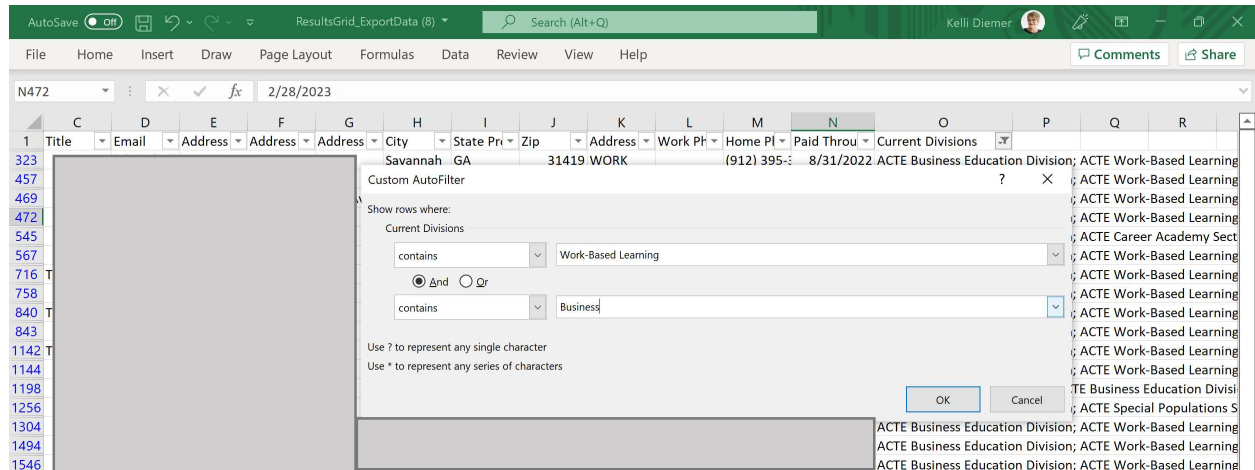 AutoSave Off ResultsGrid_ExportData (8) Search (Alt+Q) Kelli Diemer
File Home Insert Draw Page Layout Formulas Data Review View Help Comments Share
N472 fx 2/28/2023
C D E F G H I J K L M N O P Q R
1 Title Email Address Address Address City State Pr Zip Address Work Ph Home Pl Paid Throu Current Divisions
323 Savannah GA 31419 WORK (912) 395- 8/31/2022 ACTE Business Education Division; ACTE Work-Based Learning
Custom AutoFilter ? X
457 ; ACTE Work-Based Learning
469 ; ACTE Work-Based Learning
Show rows where:
472 ; ACTE Work-Based Learning
Current Divisions
545 ; ACTE Career Academy Sect
567 ; ACTE Work-Based Learning
contains Work-Based Learning
716 T ; ACTE Work-Based Learning
And Or
758 ; ACTE Work-Based Learning
840 T ; ACTE Work-Based Learning
contains Business
843 ; ACTE Work-Based Learning
1142 T ; ACTE Work-Based Learning
Use ? to represent any single character
1144 ; ACTE Work-Based Learning
Use * to represent any series of characters
1198 TE Business Education Divisi
1256 ; ACTE Special Populations S
OK Cancel
1304 ACTE Business Education Division; ACTE Work-Based Learning
1494 ACTE Business Education Division; ACTE Work-Based Learning
1546 ACTE Business Education Division; ACTE Work-Based Learning